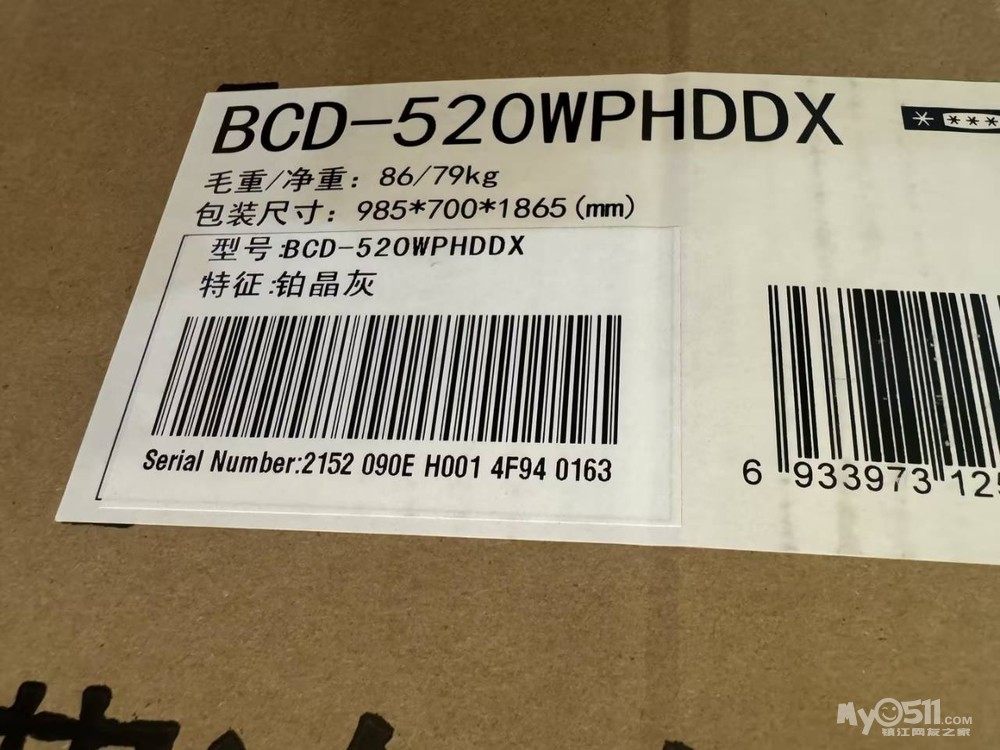 BCD-520WPHDDX
毛重/净重: 86/79kg
包装尺寸: 985*700*1865(mm)
型号:BCD-520WPHDDX
特征:铂晶灰
Serial Number:2152 090E H001 4F94 0163
* ***
6 933973 12
My0511.COM
镇江网友之家